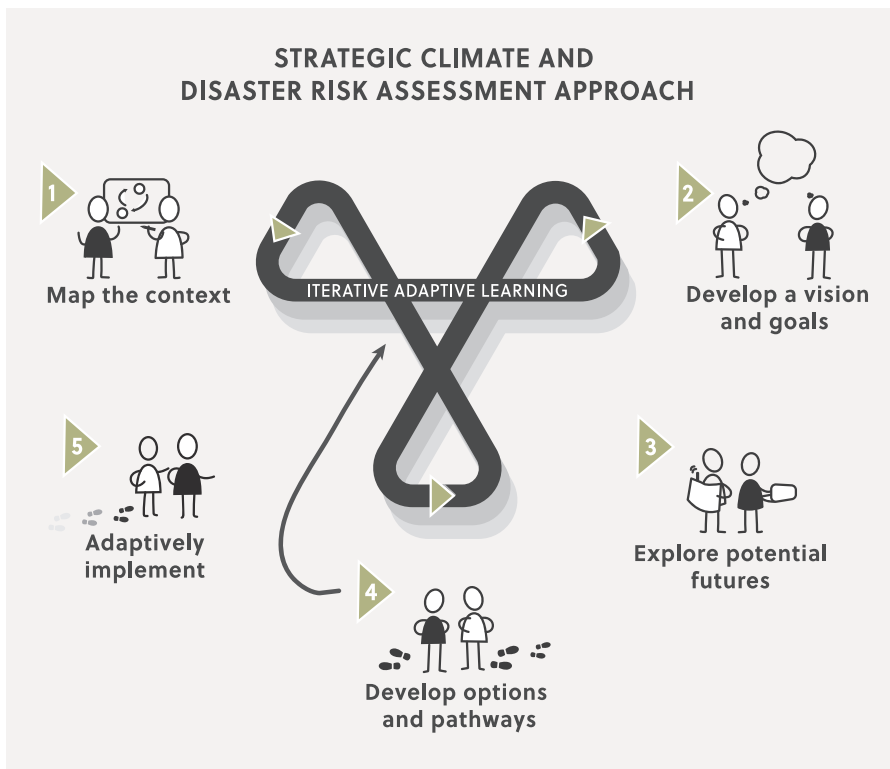 STRATEGIC CLIMATE AND
DISASTER RISK ASSESSMENT APPROACH
1
Map the context
2
Develop a vision
and goals
ITERATIVE ADAPTIVE LEARNING
3
Explore potential
futures
4
Develop options
and pathways
5
Adaptively
implement